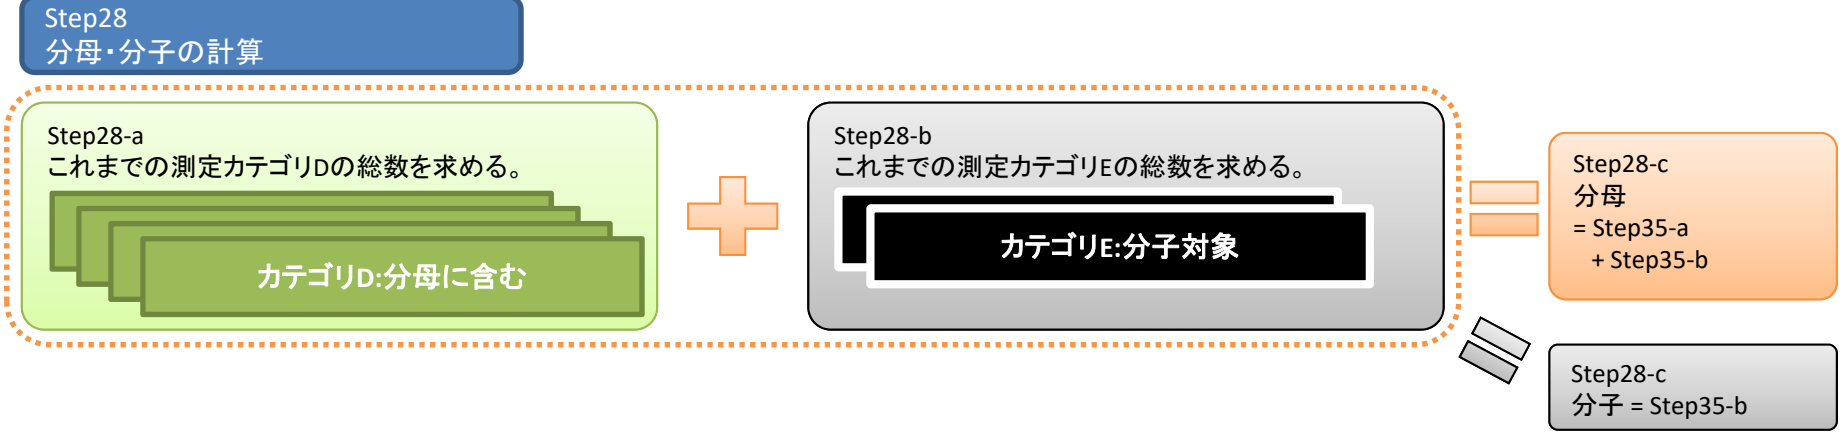 Step28
分母・分子の計算
Step28-a
これまでの測定カテゴリDの総数を求める。
カテゴリD:分母に含む
Step28-b
これまでの測定カテゴリEの総数を求める。
カテゴリE:分子対象
Step28-c
分母
= Step35-a
+ Step35-b
Step28-c
分子 = Step35-b